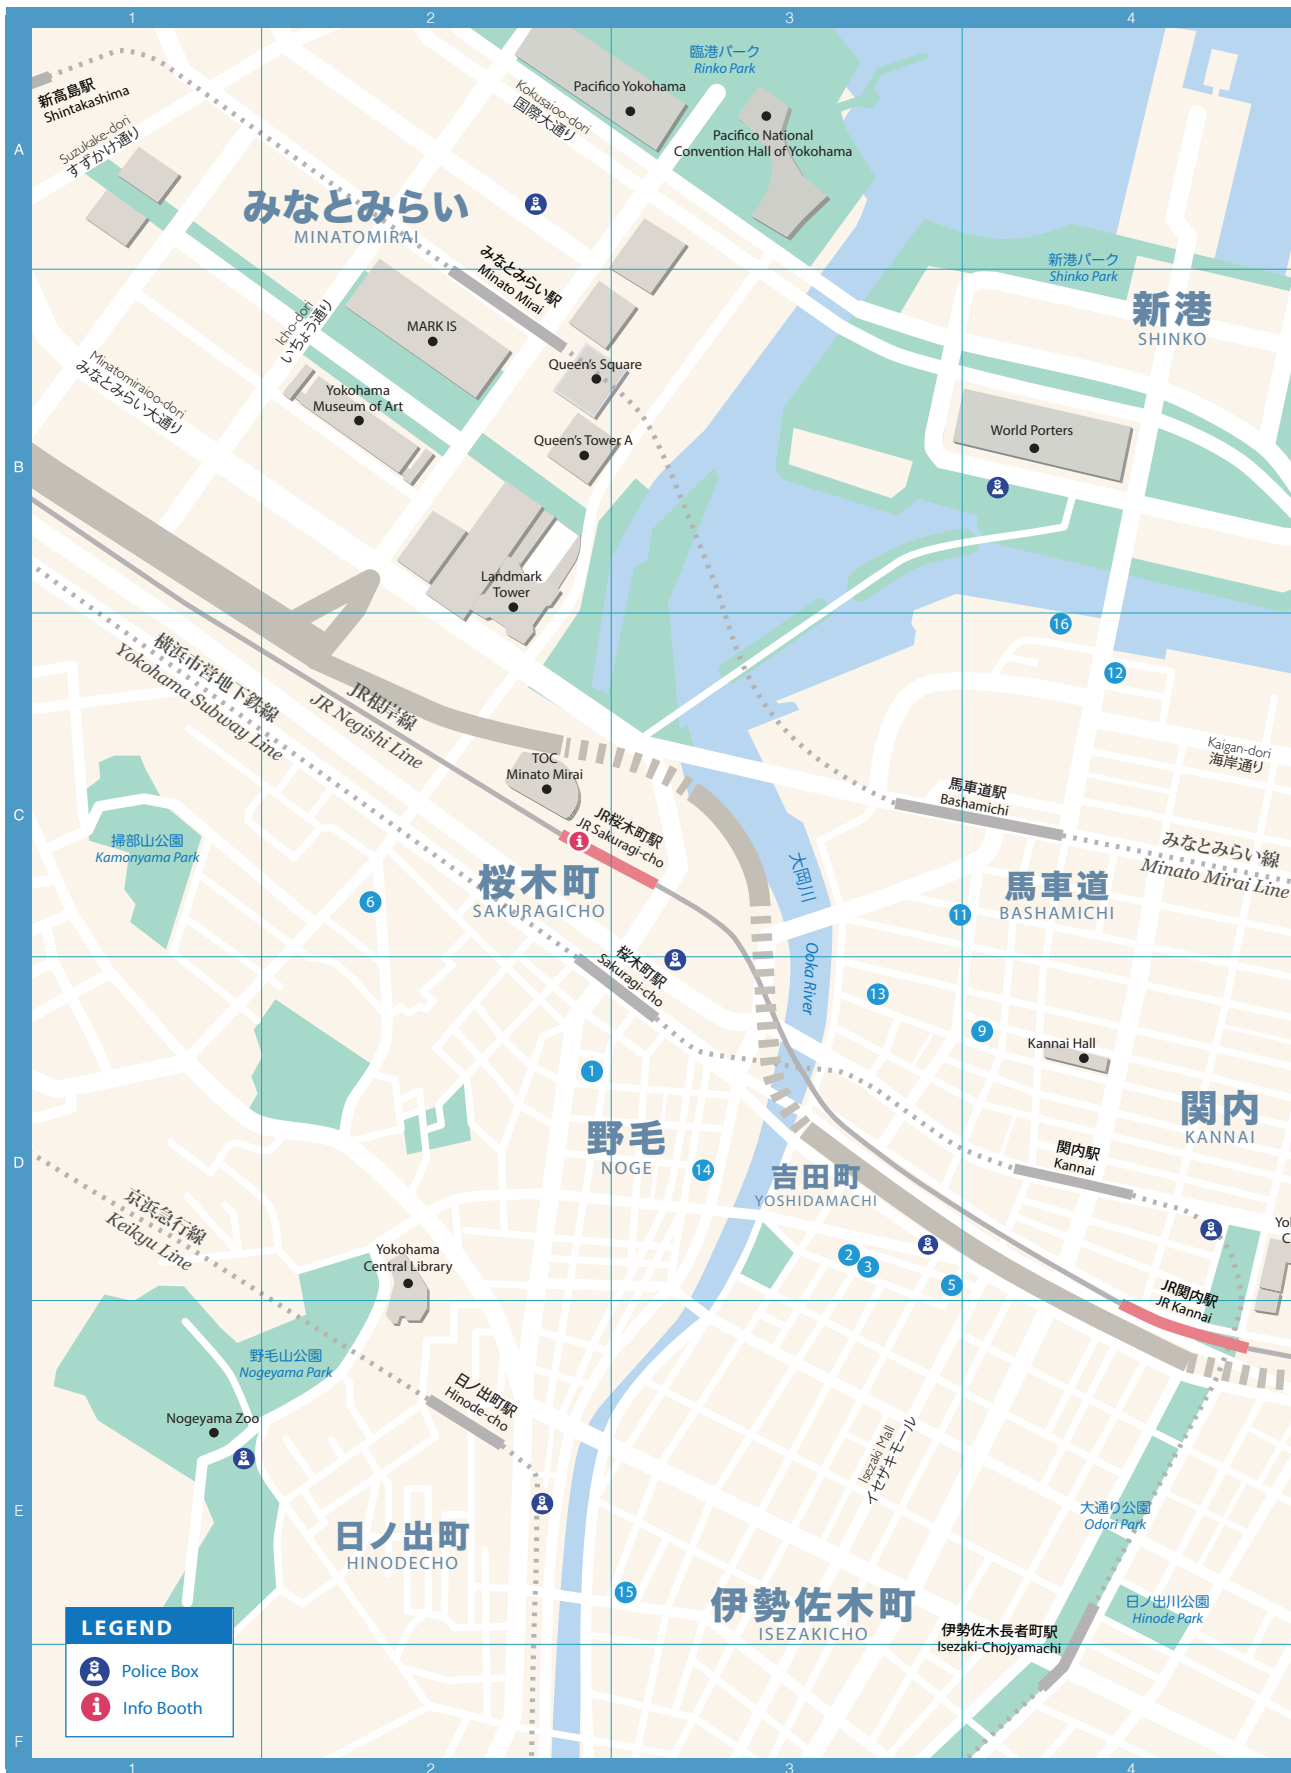 1
2
3
4
A
B
C
D
E
F
新高島駅
Shintakashima
Suzukake-dori
すずかけ通り
みなとみらい
MINATOMIRAI
Kokusaioo-dori
国際大通り
Pacifico Yokohama
臨港パーク
Rinko Park
Pacifico National
Convention Hall of Yokohama
みなとみらい駅
Minato Mirai
新港パーク
Shinko Park
新港
SHINKO
Icho-dori
いちょう通り
MARK IS
Minatomiraioo-dori
みなとみらい大通り
Yokohama
Museum of Art
Queen's Square
Queen's Tower A
World Porters
Landmark
Tower
16
12
横浜市営地下鉄線
Yokohama Subway Line
JR根岸線
JR Negishi Line
TOC
Minato Mirai
Kaigan-dori
海岸通り
馬車道駅
Bashamichi
みなとみらい線
Minato Mirai Line
JR桜木町駅
JR Sakuragi-cho
掃部山公園
Kamonyama Park
桜木町
SAKURAGICHO
大岡川
Ooka River
馬車道
BASHAMICHI
6
11
桜木町駅
Sakuragi-cho
13
9
Kannai Hall
1
野毛
NOGE
関内
KANNAI
関内駅
Kannai
14
吉田町
YOSHIDAMACHI
京浜急行線
Keikyu Line
Yokohama
Central Library
2
3
5
JR関内駅
JR Kannai
野毛山公園
Nogeyama Park
日ノ出町駅
Hinode-cho
Nogeyama Zoo
Isezaki Mall
イセザキモール
大通り公園
Odori Park
日ノ出町
HINODECHO
15
伊勢佐木町
ISEZAKICHO
日ノ出川公園
Hinode Park
伊勢佐木長者町駅
Isezaki-Chojyamachi
LEGEND
Police Box
Info Booth
1
2
3
4